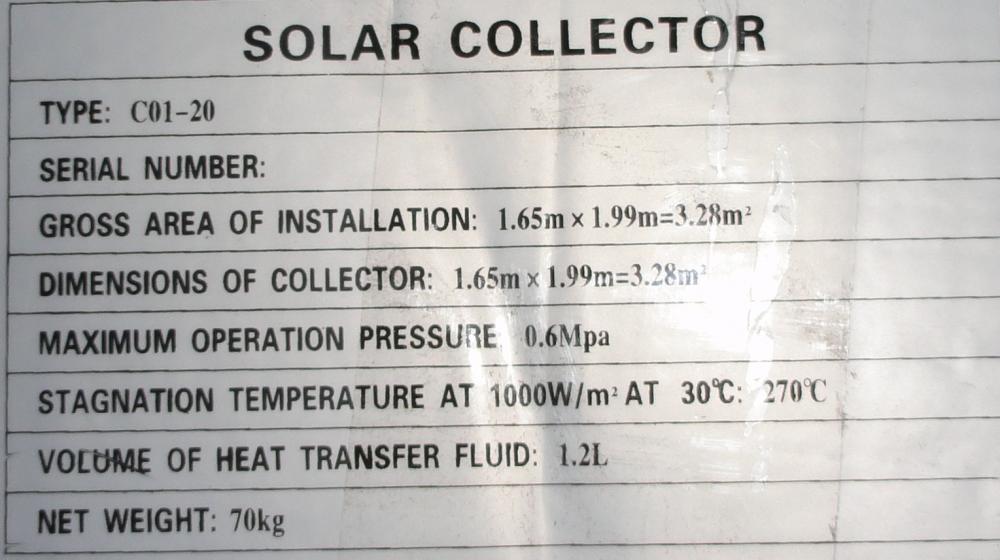 SOLAR COLLECTOR
TYPE: C01-20
SERIAL NUMBER:
GROSS AREA OF INSTALLATION: 1.65m × 1.99m=3.28m²
DIMENSIONS OF COLLECTOR: 1.65m × 1.99m=3.28m²
MAXIMUM OPERATION PRESSURE 0.6Mpa
STAGNATION TEMPERATURE AT 1000W/m² AT 30℃: 270℃
VOLUME OF HEAT TRANSFER FLUID: 1.2L
NET WEIGHT: 70kg